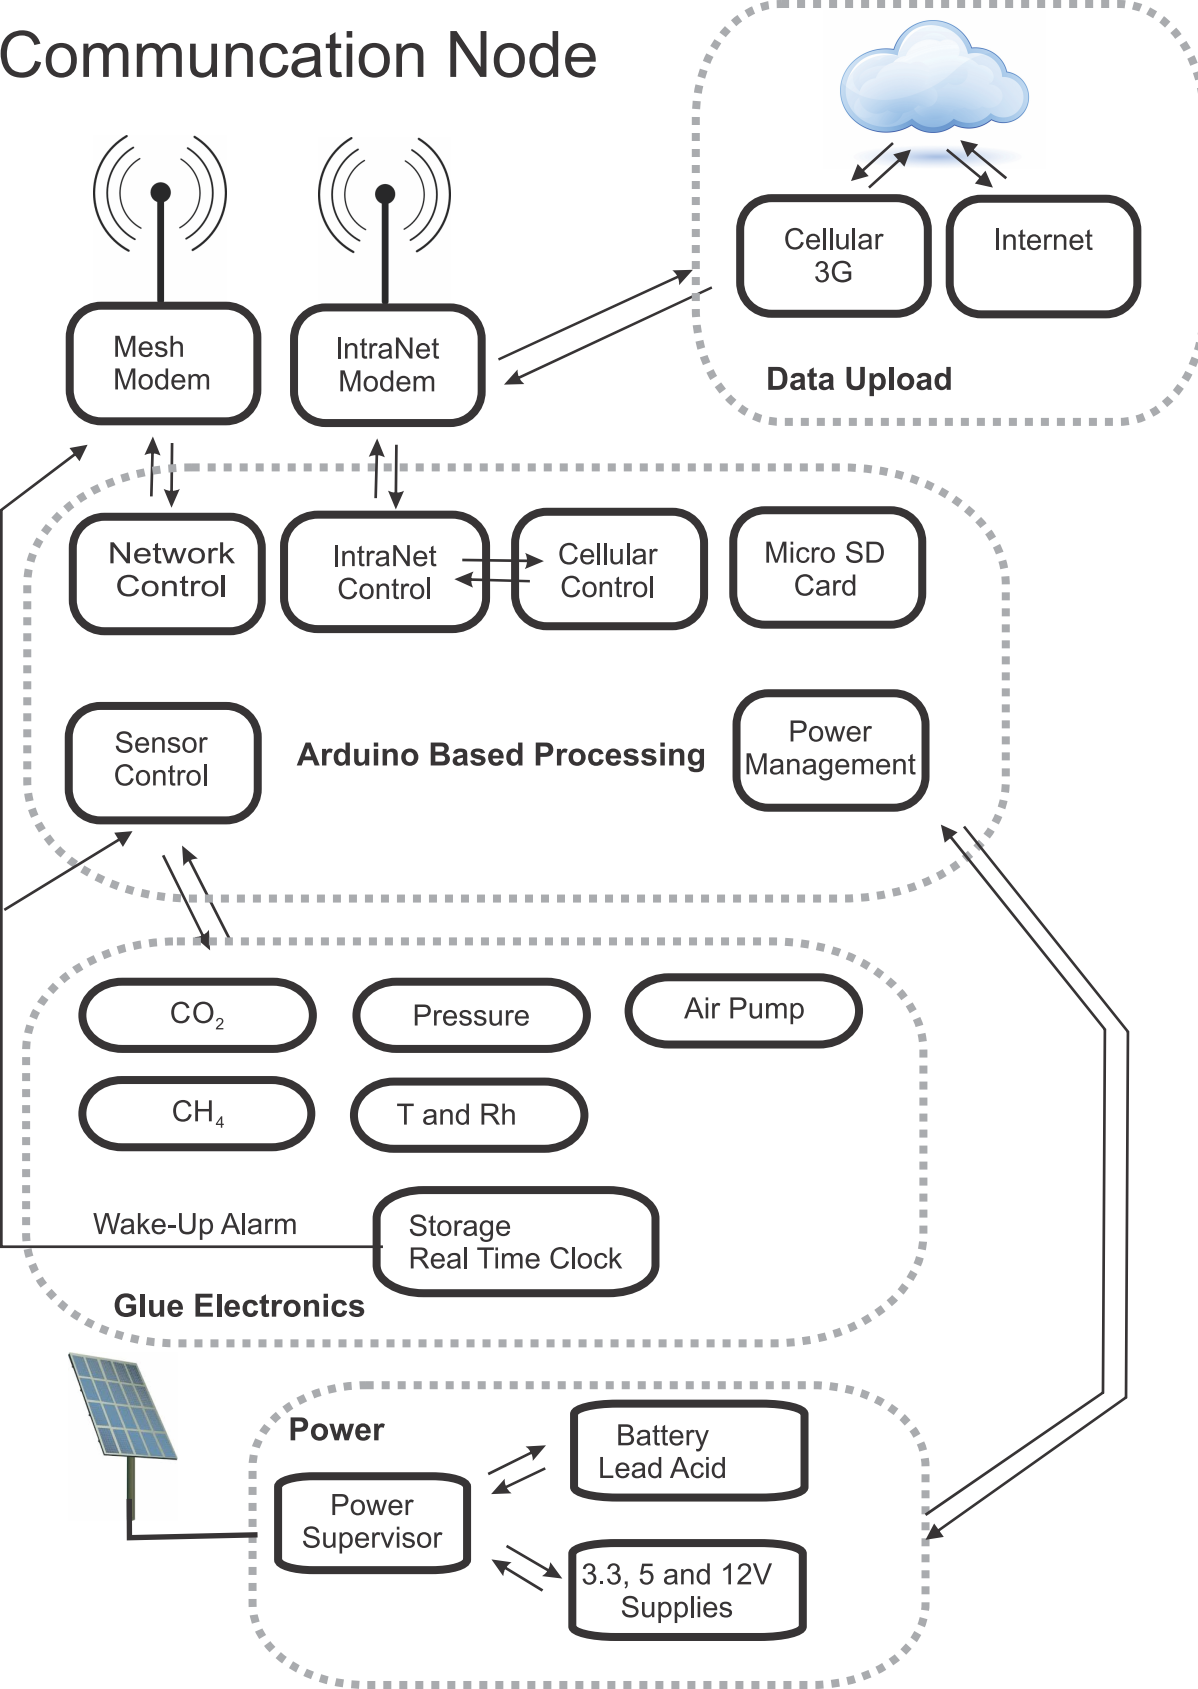 Communcation Node
Cellular
3G
Internet
Data Upload
Mesh
Modem
IntraNet
Modem
Network
Control
IntraNet
Control
Cellular
Control
Micro SD
Card
Sensor
Control
Arduino Based Processing
Power
Management
CO₂
Pressure
Air Pump
CH₄
T and Rh
Wake-Up Alarm
Storage
Real Time Clock
Glue Electronics
Power
Battery
Lead Acid
Power
Supervisor
3.3, 5 and 12V
Supplies